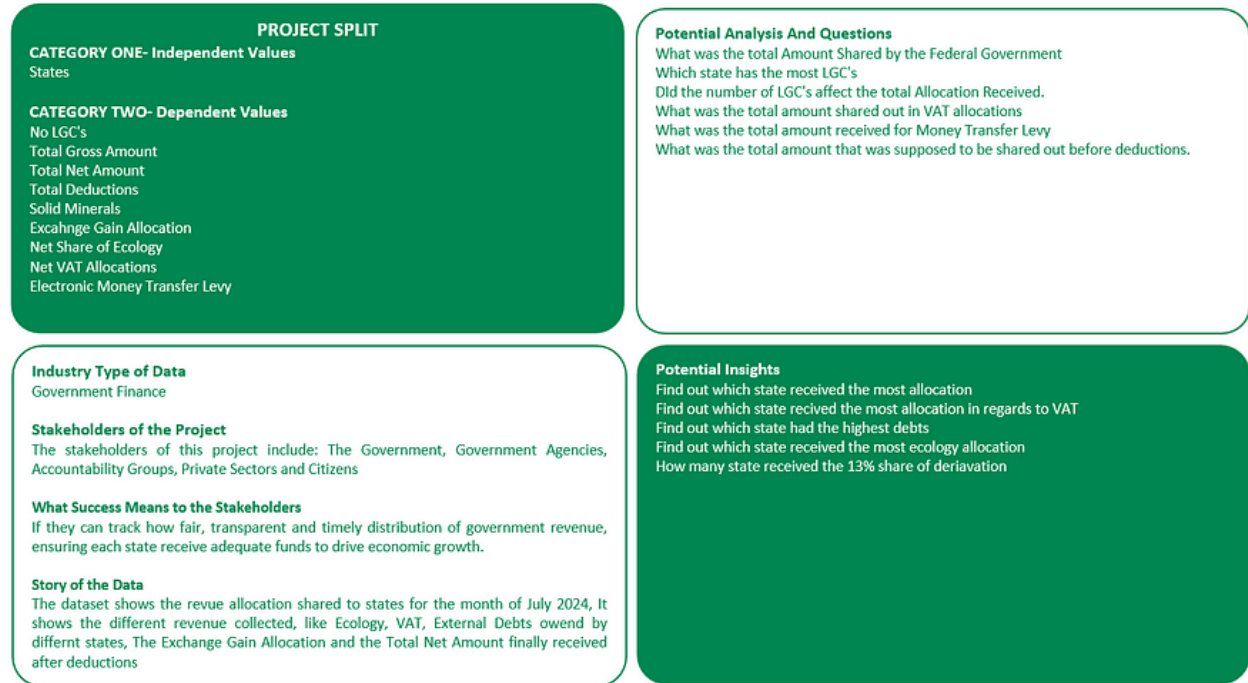 PROJECT SPLIT
CATEGORY ONE- Independent Values
States
CATEGORY TWO- Dependent Values
No LGC's
Total Gross Amount
Total Net Amount
Total Deductions
Solid Minerals
Excahnge Gain Allocation
Net Share of Ecology
Net VAT Allocations
Electronic Money Transfer Levy
Potential Analysis And Questions
What was the total Amount Shared by the Federal Government
Which state has the most LGC's
DId the number of LGC's affect the total Allocation Received.
What was the total amount shared out in VAT allocations
What was the total amount received for Money Transfer Levy
What was the total amount that was supposed to be shared out before deductions.
Industry Type of Data
Government Finance
Stakeholders of the Project
The stakeholders of this project include: The Government, Government Agencies,
Accountability Groups, Private Sectors and Citizens
What Success Means to the Stakeholders
If they can track how fair, transparent and timely distribution of government revenue,
ensuring each state receive adequate funds to drive economic growth.
Story of the Data
The dataset shows the revue allocation shared to states for the month of July 2024, It
shows the different revenue collected, like Ecology, VAT, External Debts owend by
differnt states, The Exchange Gain Allocation and the Total Net Amount finally received
after deductions
Potential Insights
Find out which state received the most allocation
Find out which state recived the most allocation in regards to VAT
Find out which state had the highest debts
Find out which state received the most ecology allocation
How many state received the 13% share of deriavation